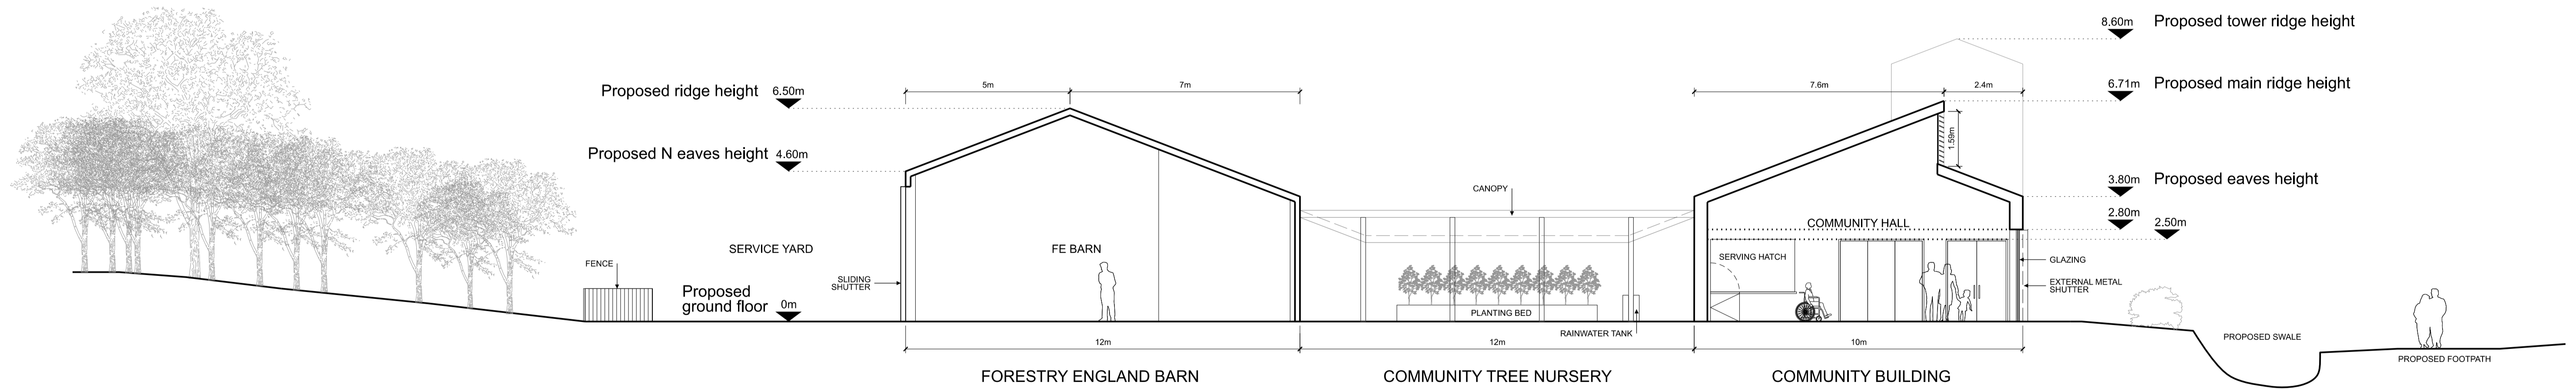 8.60m Proposed tower ridge height
5m
7m
7.6m
2.4m
Proposed ridge height 6.50m
6.71m Proposed main ridge height
1.59m
Proposed N eaves height 4.60m
3.80m Proposed eaves height
CANOPY
2.80m
2.50m
COMMUNITY HALL
SERVICE YARD
FE BARN
SERVING HATCH
GLAZING
FENCE
SLIDING
SHUTTER
EXTERNAL METAL
SHUTTER
Proposed
ground floor 0m
PLANTING BED
RAINWATER TANK
PROPOSED SWALE
12m
12m
10m
PROPOSED FOOTPATH
FORESTRY ENGLAND BARN
COMMUNITY TREE NURSERY
COMMUNITY BUILDING